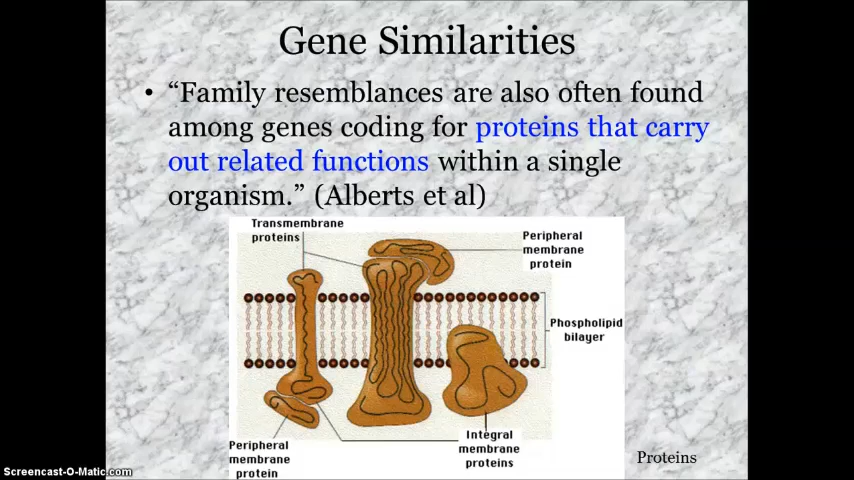 Gene Similarities
• “Family resemblances are also often found
among genes coding for proteins that carry
out related functions within a single
organism.” (Alberts et al)
Transmembrane
proteins
Peripheral
membrane
protein
Phospholipid
bilayer
Integral
membrane
proteins
Peripheral
membrane
protein
Proteins
Screencast-O-Matic.com